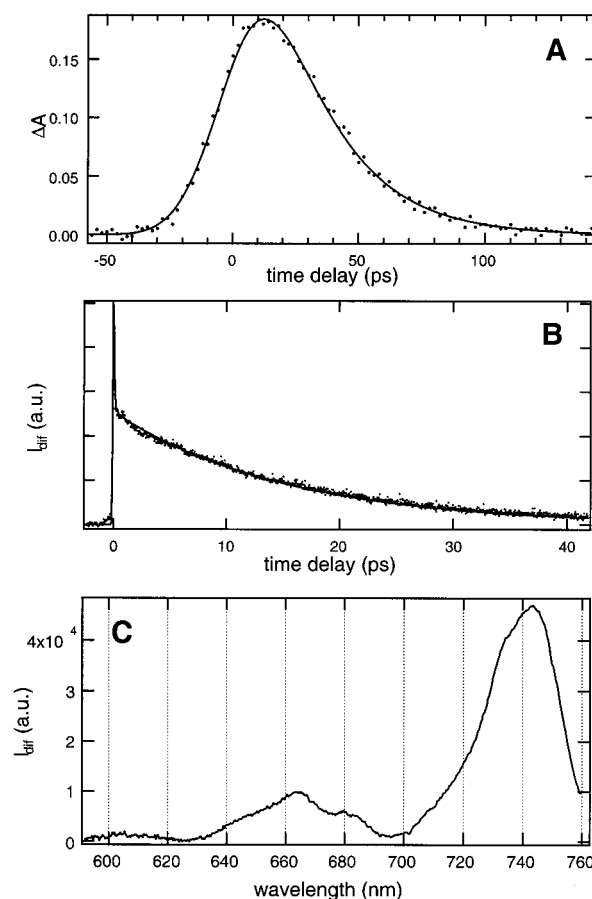 A
0.15
0.10
0.05
0.00
ΔA
-50 0 50 100
time delay (ps)
B
I dif (a.u.)
0 10 20 30 40
time delay (ps)
C
4x10 4
3
2
1
0
I dif (a.u.)
600 620 640 660 680 700 720 740 760
wavelength (nm)